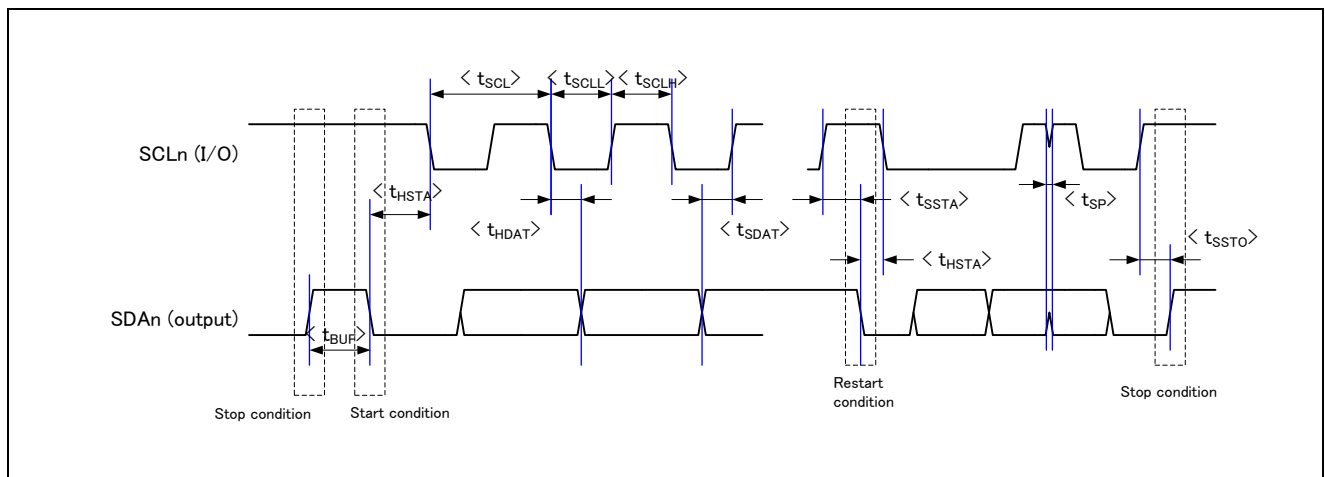 < tSCL> < tSCLL> < tSCLH>
SCLn (I/O)
< tHSTA>
< tHDAT> < tSDAT> < tSSTA> < tSP>
< tSSTO>
< tHSTA>
SDAn (output)
< tBUF>
Stop condition Start condition Restart condition Stop condition